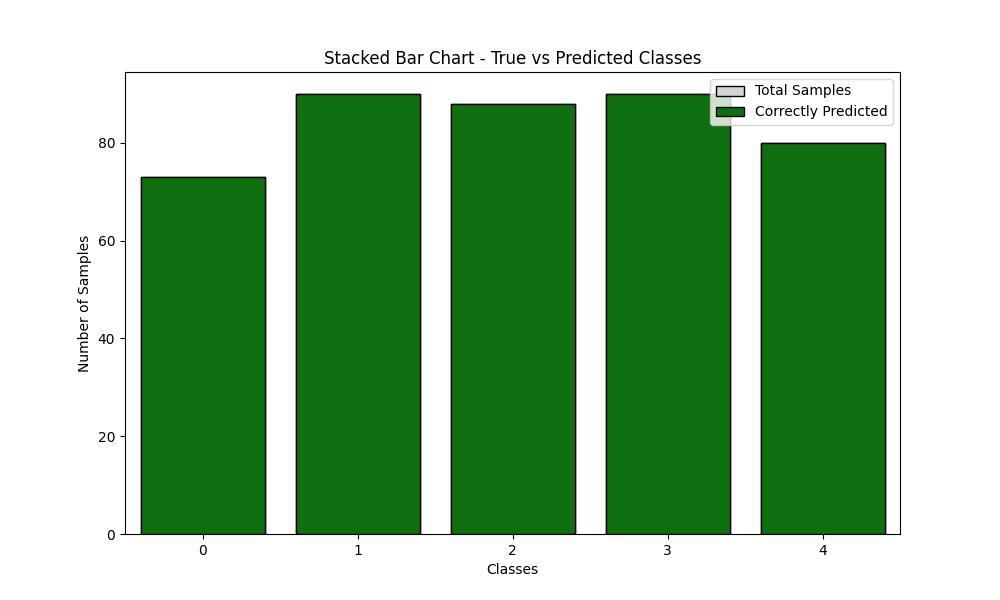 Stacked Bar Chart - True vs Predicted Classes
Total Samples
Correctly Predicted
Number of Samples
80
60
40
20
0
0 1 2 3 4
Classes